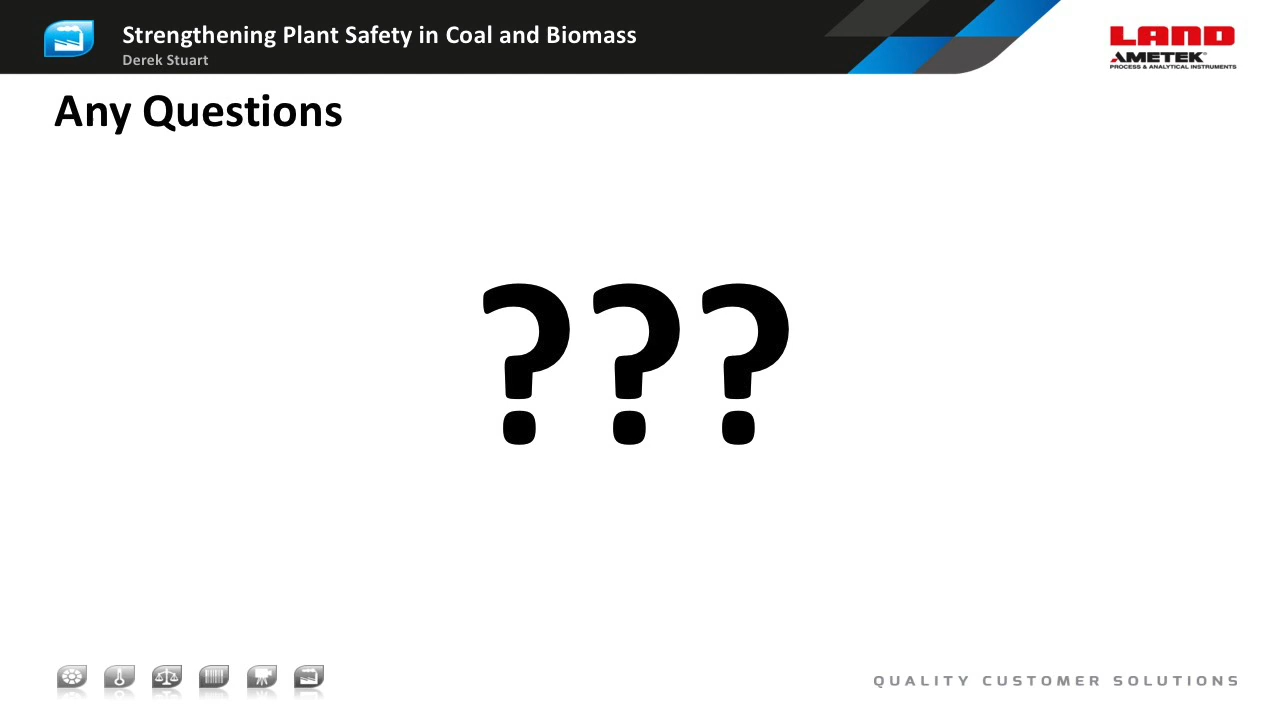 Strengthening Plant Safety in Coal and Biomass
Derek Stuart
LAND
AMETEK
PROCESS & ANALYTICAL INSTRUMENTS
Any Questions
???
QUALITY CUSTOMER SOLUTIONS